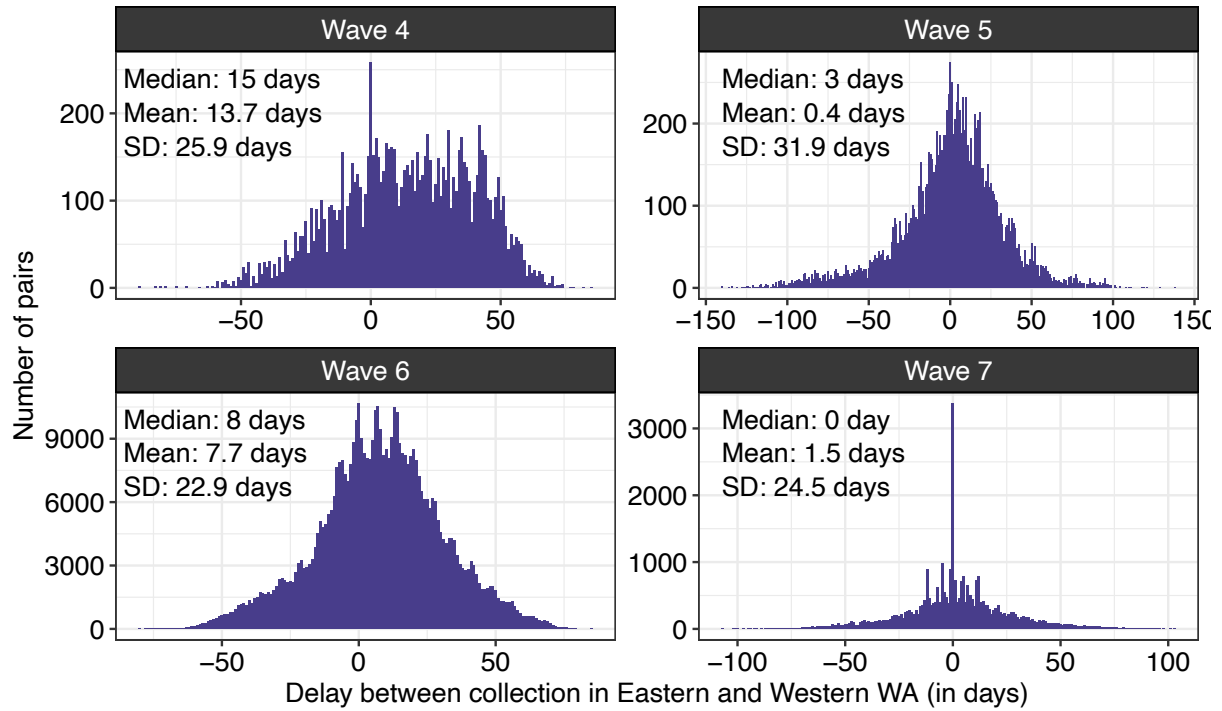 Wave 4
Median: 15 days
Mean: 13.7 days
SD: 25.9 days
200
100
0
−50
0
50
Wave 5
Median: 3 days
Mean: 0.4 days
SD: 31.9 days
200
100
0
−150
−100
−50
0
50
100
150
Number of pairs
Wave 6
Median: 8 days
Mean: 7.7 days
SD: 22.9 days
9000
6000
3000
0
−50
0
50
Wave 7
Median: 0 day
Mean: 1.5 days
SD: 24.5 days
3000
2000
1000
0
−100
−50
0
50
100
Delay between collection in Eastern and Western WA (in days)